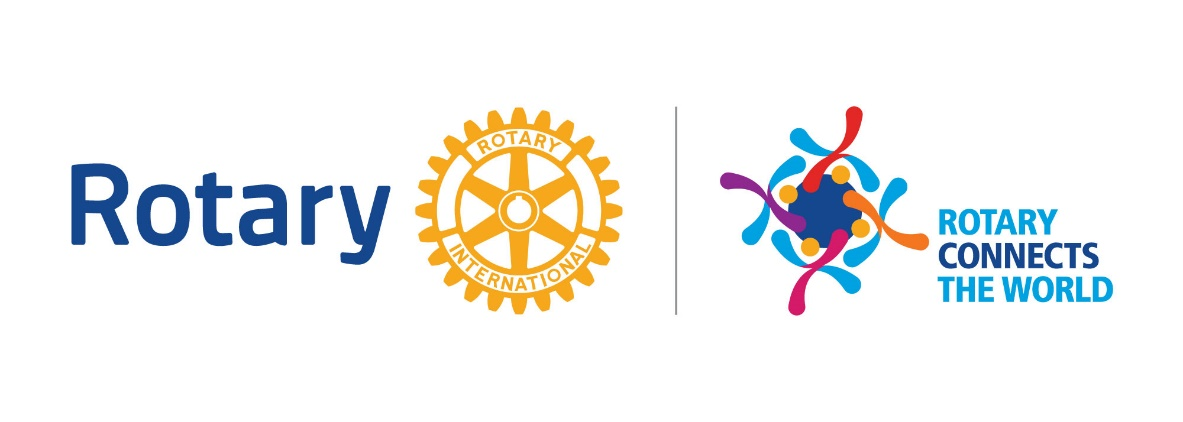 Rotary
ROTARY
INTERNATIONAL
ROTARY
CONNECTS
THE WORLD